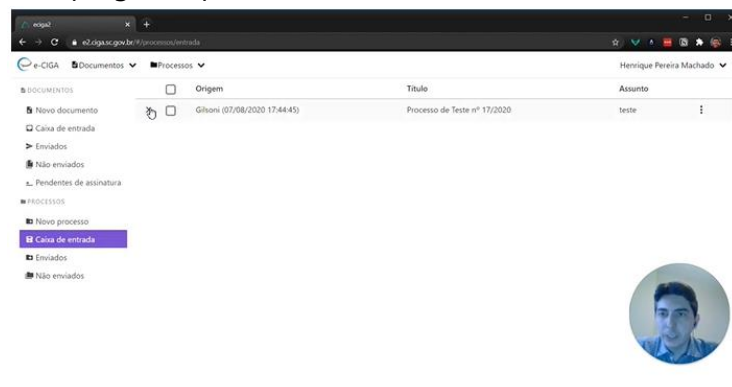 eciga2
e2.ciga.sc.gov.br/#/processos/entrada
e-CIGA Documentos Processos Henrique Pereira Machado
DOCUMENTOS
Origem Título Assunto
Novo documento
Gilsoni (07/08/2020 17:44:45) Processo de Teste nº 17/2020 teste
Caixa de entrada
Enviados
Não enviados
Pendentes de assinatura
PROCESSOS
Novo processo
Caixa de entrada
Enviados
Não enviados